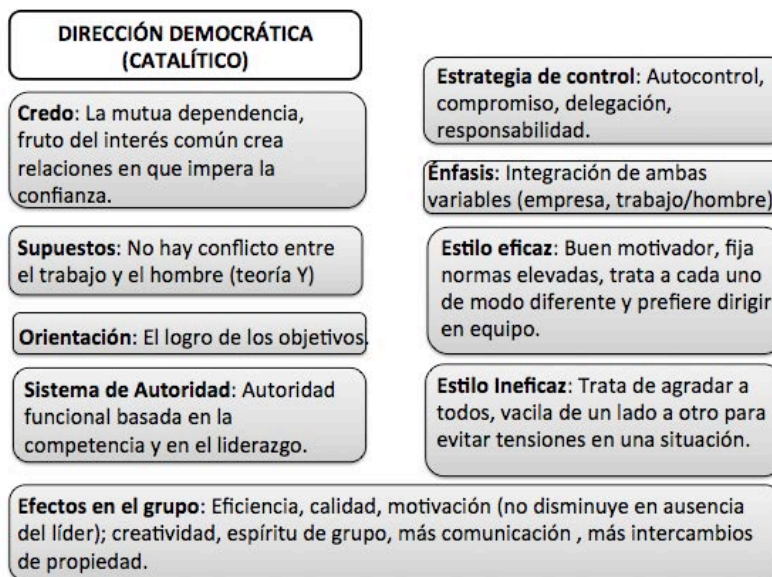 DIRECCIÓN DEMOCRÁTICA
(CATALÍTICO)
Credo: La mutua dependencia,
fruto del interés común crea
relaciones en que impera la
confianza.
Supuestos: No hay conflicto entre
el trabajo y el hombre (teoría Y)
Orientación: El logro de los objetivos.
Sistema de Autoridad: Autoridad
funcional basada en la
competencia y en el liderazgo.
Estrategia de control: Autocontrol,
compromiso, delegación,
responsabilidad.
Énfasis: Integración de ambas
variables (empresa, trabajo/hombre)
Estilo eficaz: Buen motivador, fija
normas elevadas, trata a cada uno
de modo diferente y prefiere dirigir
en equipo.
Estilo Ineficaz: Trata de agradar a
todos, vacila de un lado a otro para
evitar tensiones en una situación.
Efectos en el grupo: Eficiencia, calidad, motivación (no disminuye en ausencia
del líder); creatividad, espíritu de grupo, más comunicación , más intercambios
de propiedad.